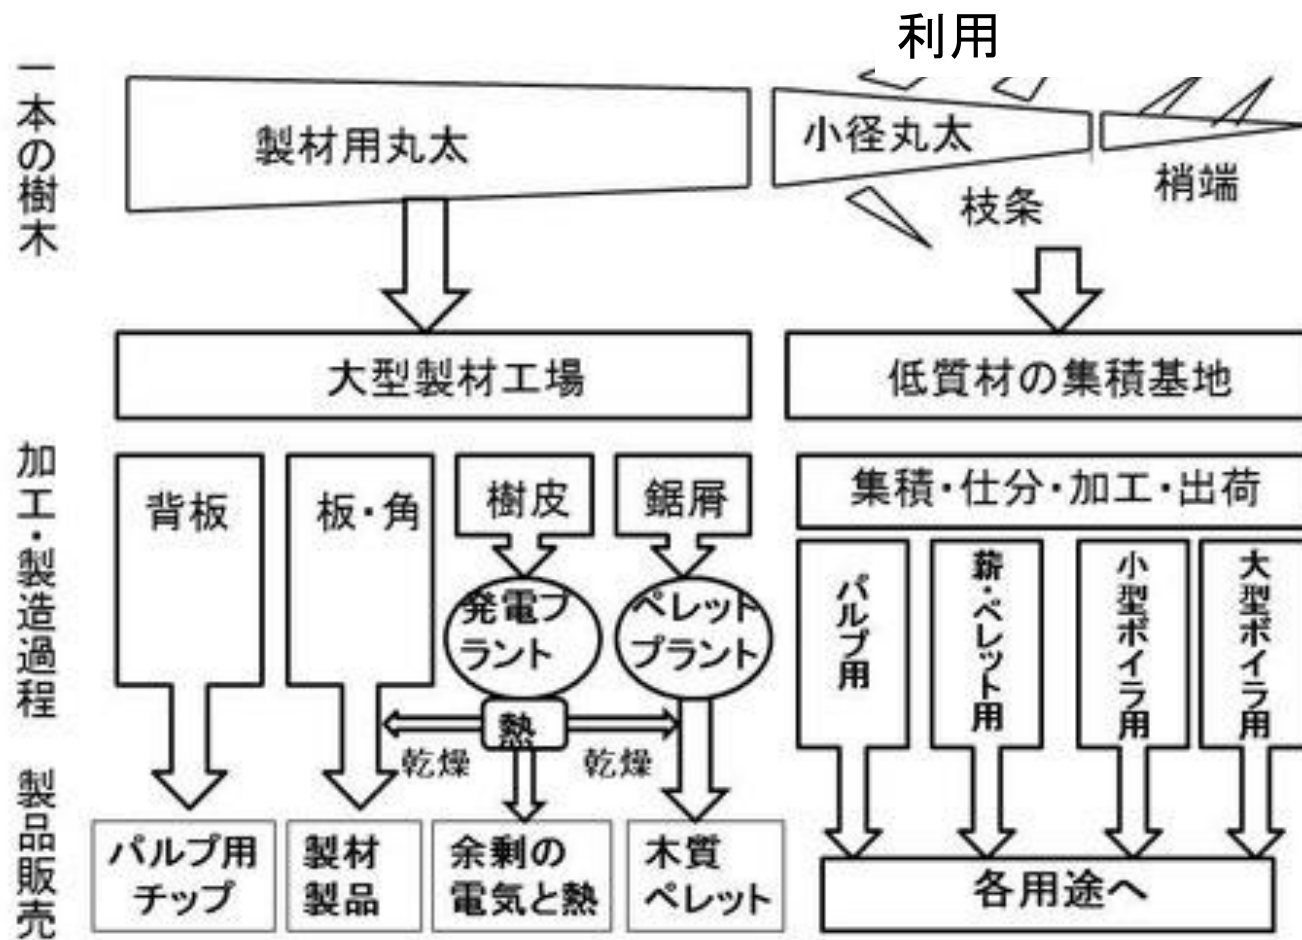 利用
一本の樹木
製材用丸太
小径丸太
枝条
梢端
大型製材工場
低質材の集積基地
加工・製造過程
背板
板・角
樹皮
鋸屑
集積・仕分・加工・出荷
発電プ
ラント
ペレット
プラント
パルプ用
薪・ペレット用
小型ボイラ用
大型ボイラ用
熱
乾燥
乾燥
製品販売
パルプ用
チップ
製材
製品
余剰の
電気と熱
木質
ペレット
各用途へ